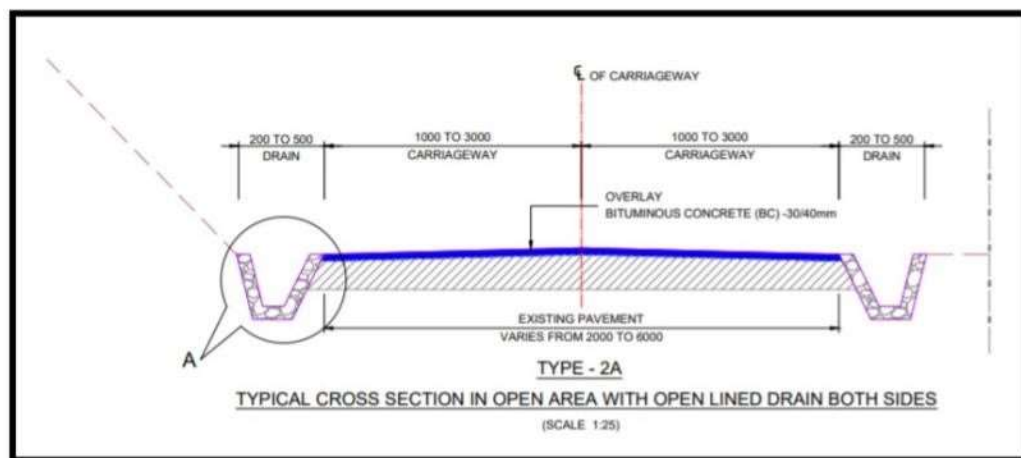 ℄ OF CARRIAGEWAY
200 TO 500
DRAIN
1000 TO 3000
CARRIAGEWAY
1000 TO 3000
CARRIAGEWAY
200 TO 500
DRAIN
OVERLAY
BITUMINOUS CONCRETE (BC) -30/40mm
A
EXISTING PAVEMENT
VARIES FROM 2000 TO 6000
TYPE - 2A
TYPICAL CROSS SECTION IN OPEN AREA WITH OPEN LINED DRAIN BOTH SIDES
(SCALE 1:25)